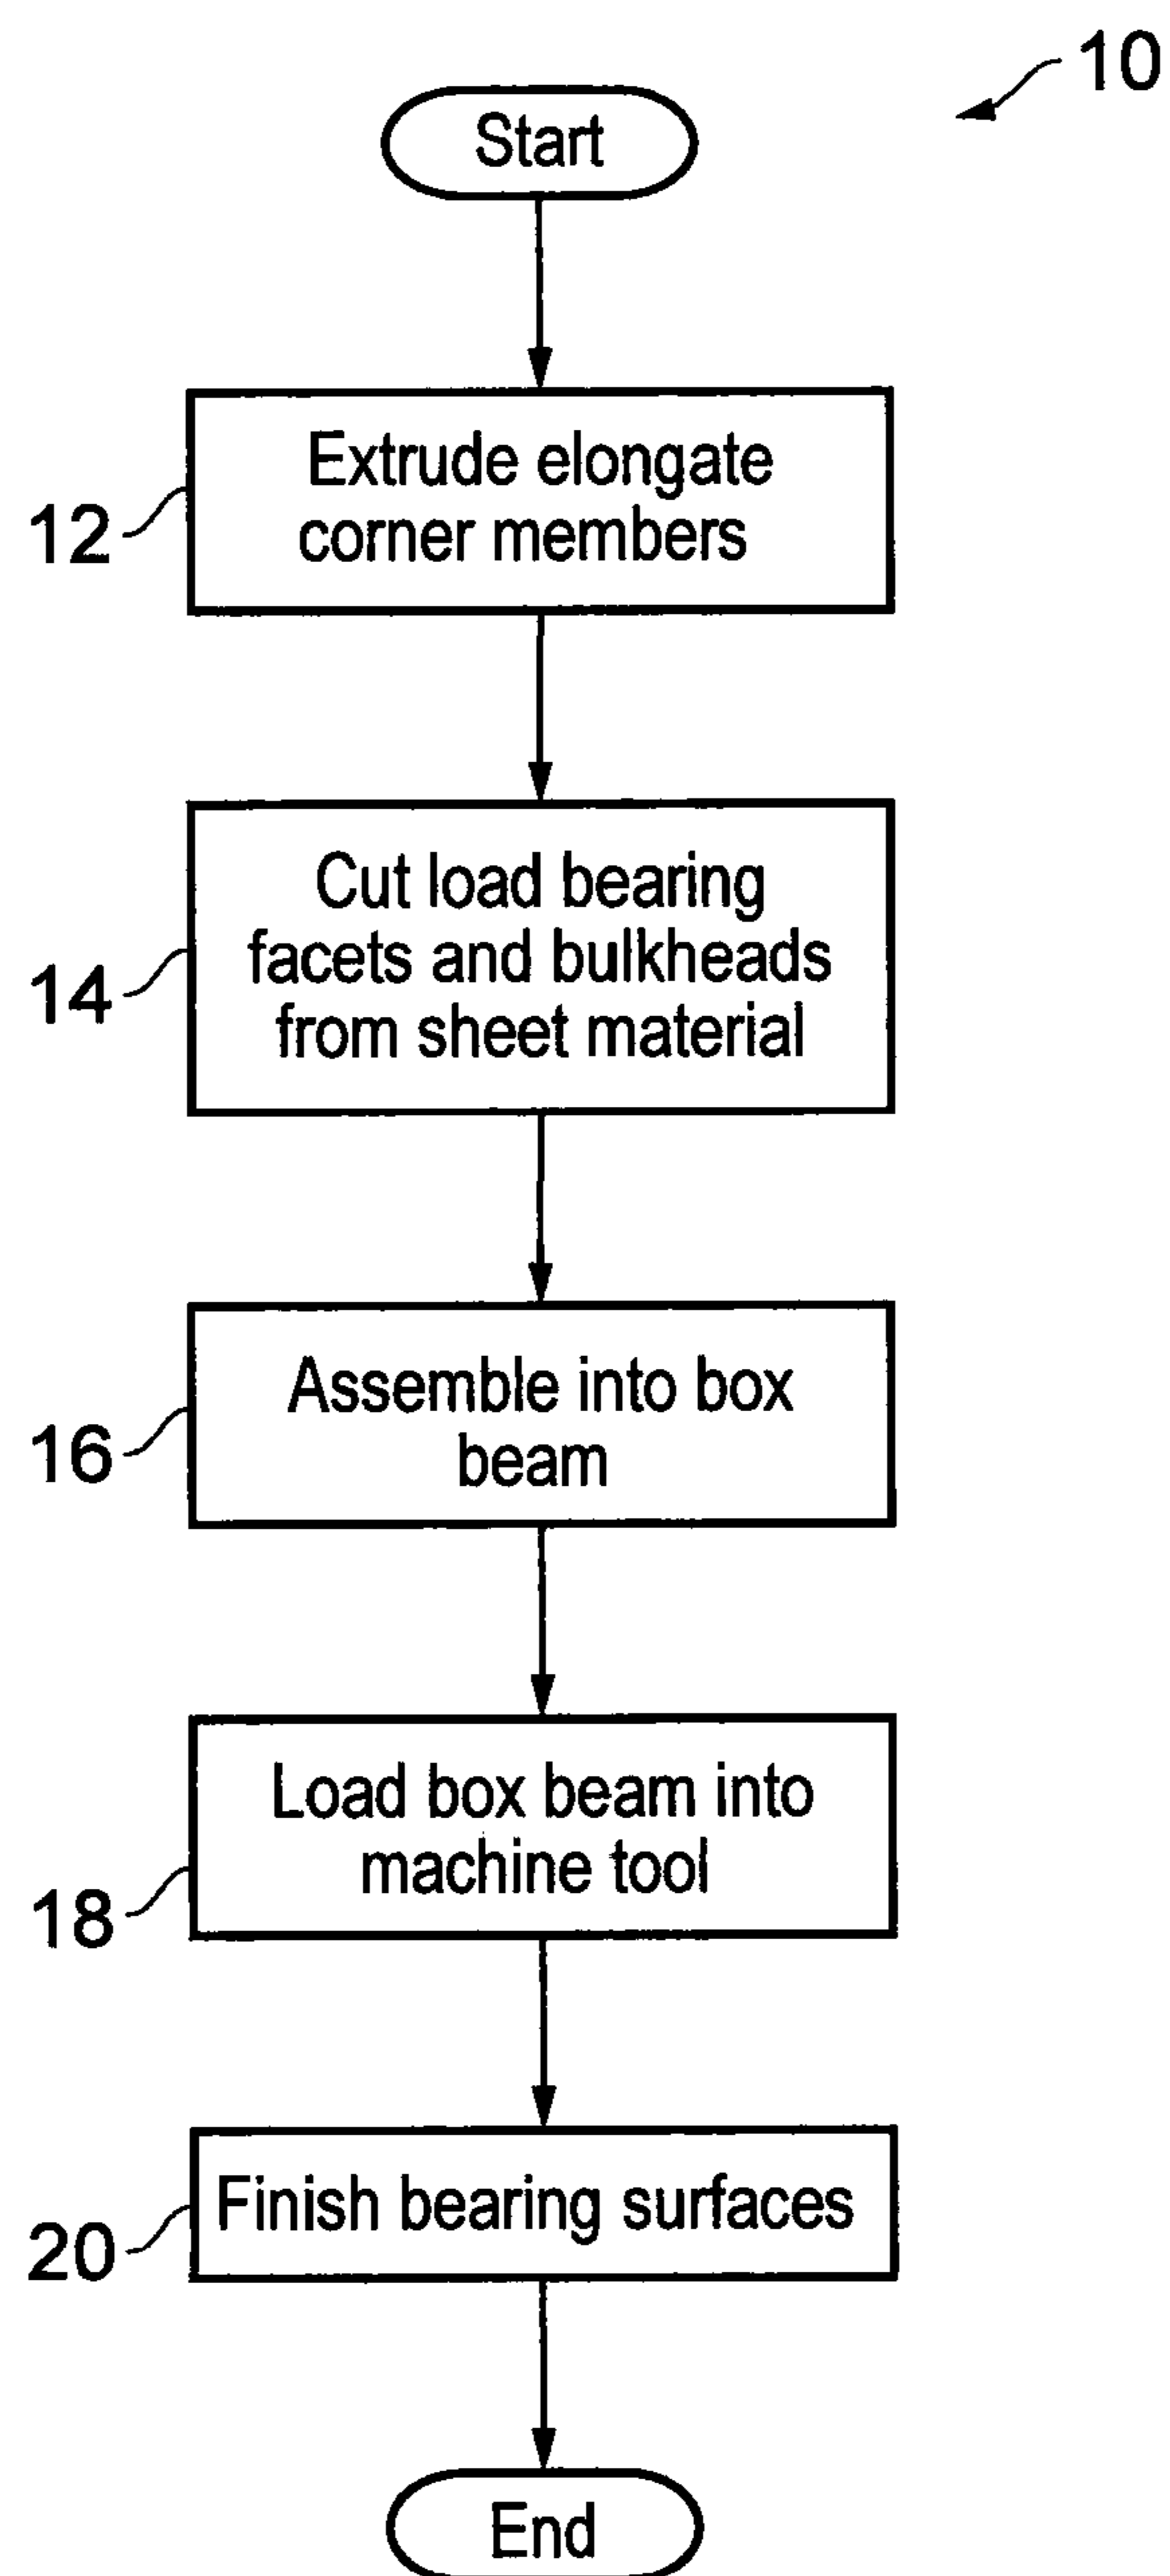 10
Start
Extrude elongate
corner members
12
Cut load bearing
facets and bulkheads
from sheet material
14
Assemble into box
beam
16
Load box beam into
machine tool
18
Finish bearing surfaces
20
End